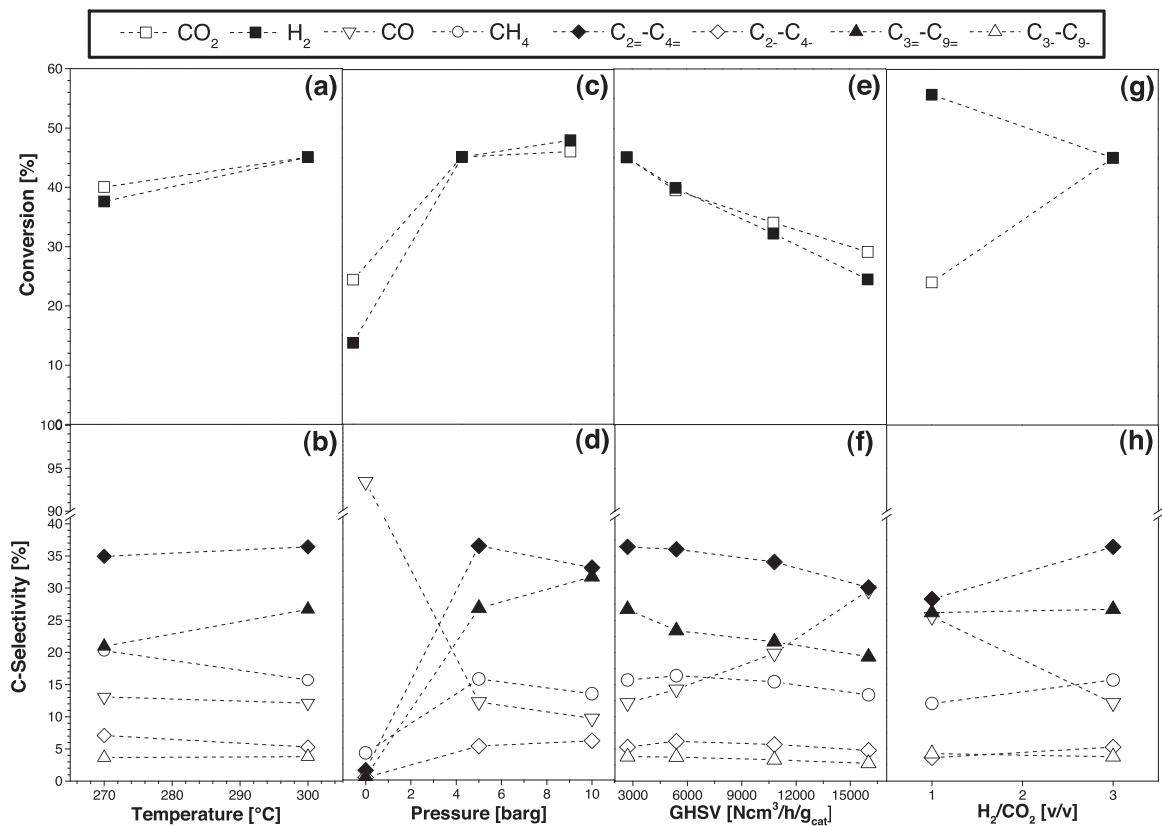 CO2 H2 CO CH4 C2=-C4= C2--C4- C3=-C9= C3--C9-
60 (a) (c) (e) (g)
50
40
30
20
10
0
Conversion [%]
100 (b) (d) (f) (h)
95
90
40
35
30
25
20
15
10
5
0
C-Selectivity [%]
270 280 290 300 0 2 4 6 8 10 3000 6000 9000 12000 15000 1 2 3
Temperature [°C] Pressure [barg] GHSV [Ncm3/h/gcat] H2/CO2 [v/v]